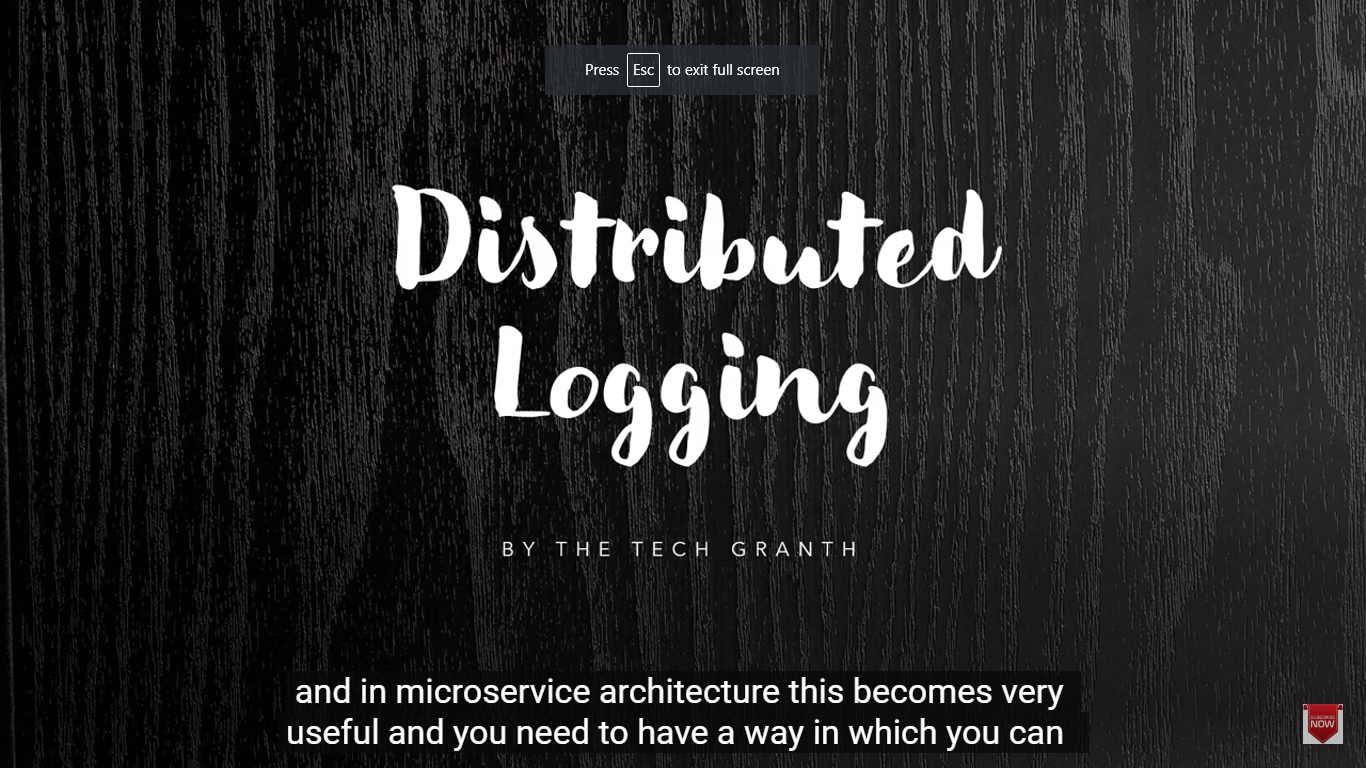 Press Esc to exit full screen
Distributed
Logging
BY THE TECH GRANTH
and in microservice architecture this becomes very
useful and you need to have a way in which you can
SUBSCRIBE
NOW